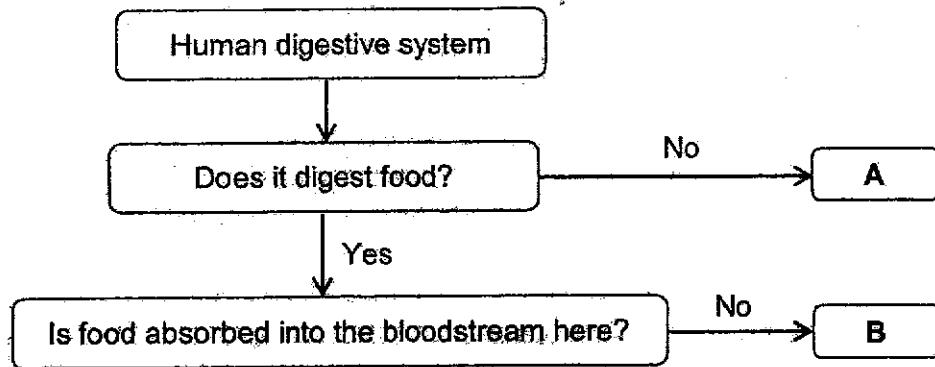 Human digestive system
Does it digest food?
No
A
Yes
Is food absorbed into the bloodstream here?
No
B